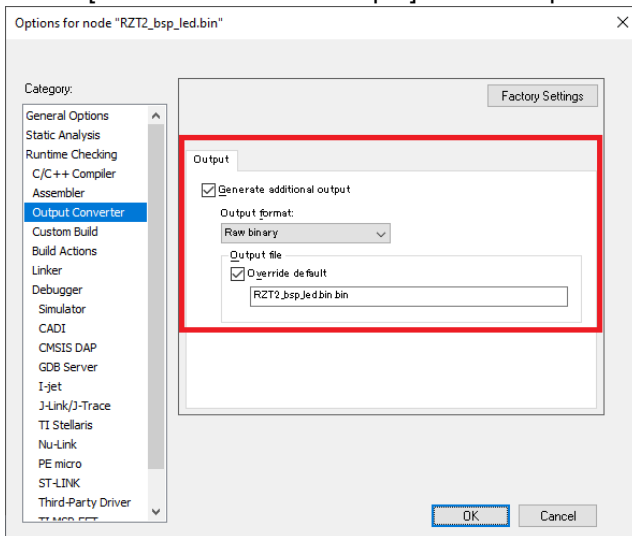 Options for node "RZT2_bsp_led.bin"
Category:
Factory Settings
General Options
Static Analysis
Runtime Checking
C/C++ Compiler
Assembler
Output Converter
Custom Build
Build Actions
Linker
Debugger
Simulator
CADI
CMSIS DAP
GDB Server
I-jet
J-Link/J-Trace
TI Stellaris
Nu-Link
PE micro
ST-LINK
Third-Party Driver
Output
Generate additional output
Output format:
Raw binary
Output file
Override default
RZT2_bsp_led.bin.bin
OK
Cancel